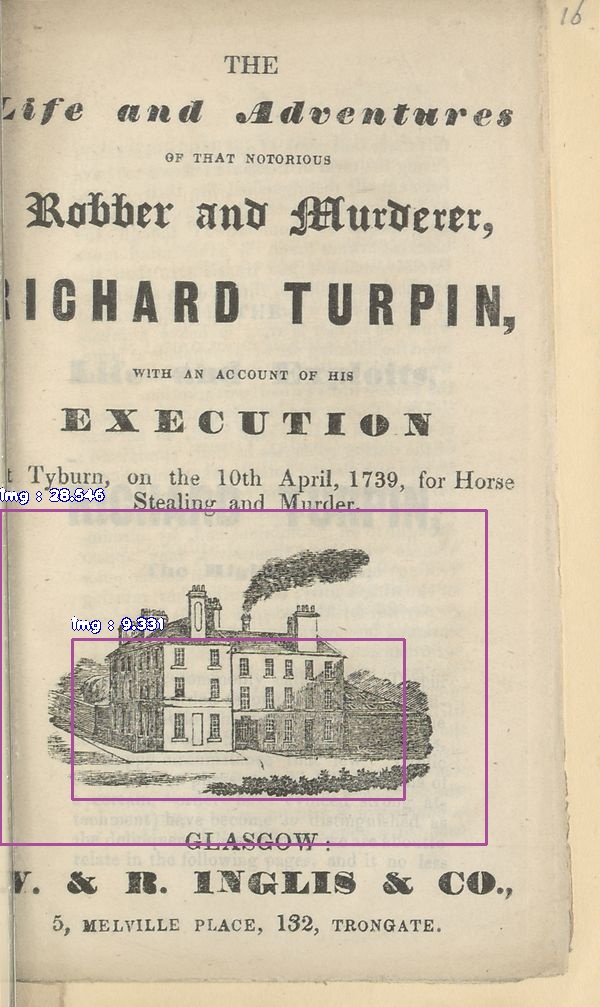 16
THE
Life and Adventures
OF THAT NOTORIOUS
Robber and Murderer,
RICHARD TURPIN,
WITH AN ACCOUNT OF HIS
EXECUTION
t Tyburn, on the 10th April, 1739, for Horse
Stealing and Murder.
img : 28.546
img : 9.331
GLASGOW:
W. & R. INGLIS & CO.,
5, MELVILLE PLACE, 132, TRONGATE.